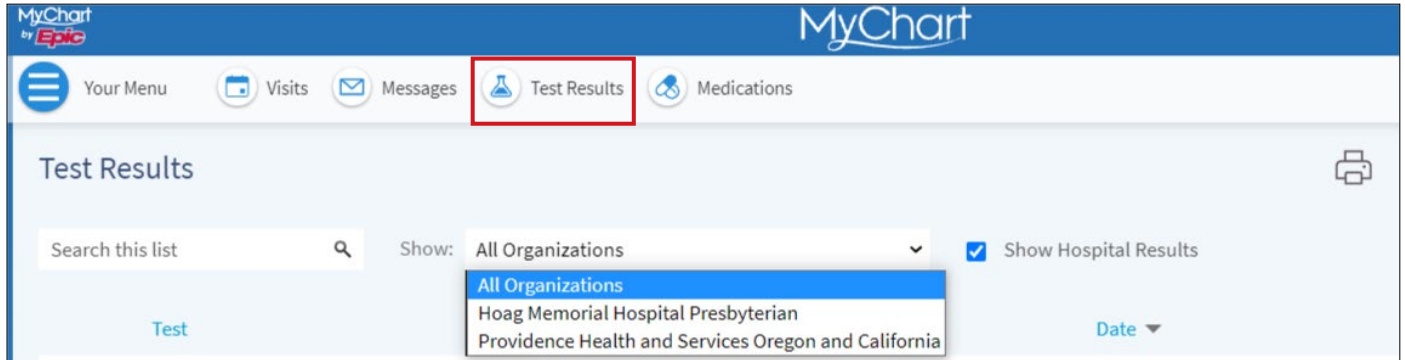 MyChart
by Epic
MyChart
Your Menu Visits Messages Test Results Medications
Test Results
Search this list Show: All Organizations Show Hospital Results
All Organizations
Hoag Memorial Hospital Presbyterian
Providence Health and Services Oregon and California
Test Date